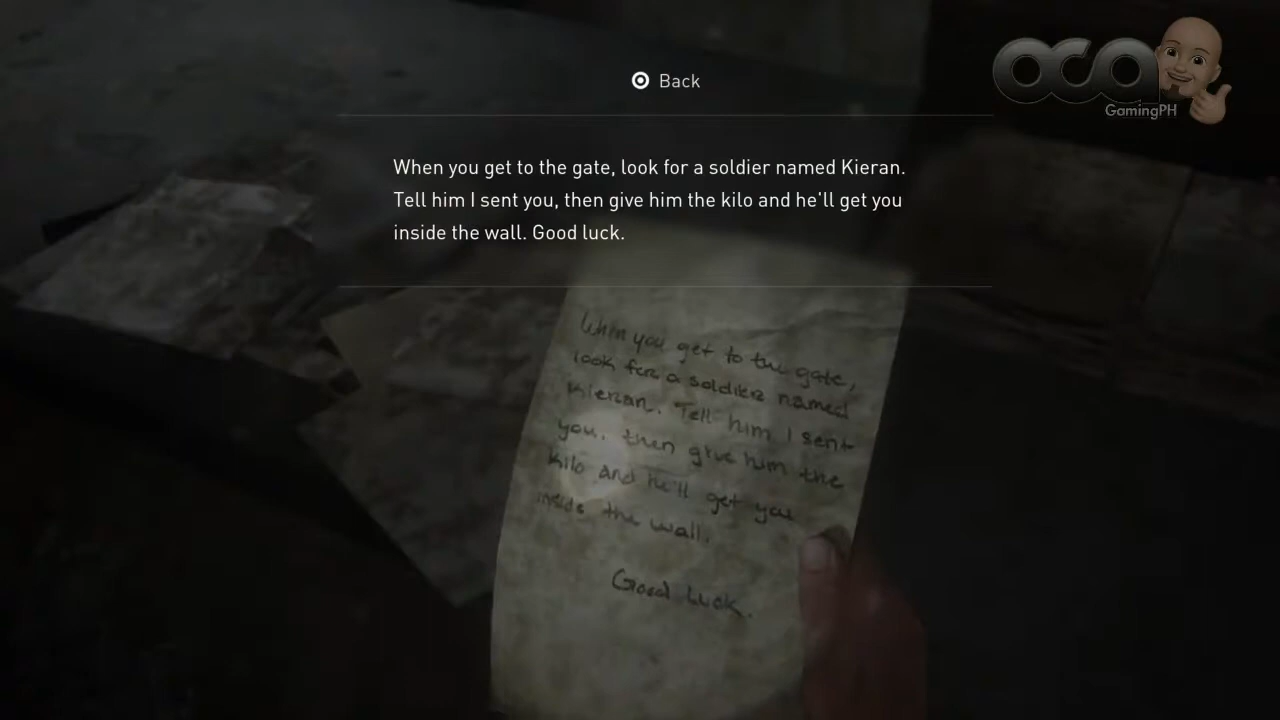 oca
GamingPH
Back
When you get to the gate, look for a soldier named Kieran.
Tell him I sent you, then give him the kilo and he'll get you
inside the wall. Good luck.
When you get to the gate,
look for a soldier named
Kieran. Tell him I sent
you, then give him the
kilo and he'll get you
inside the wall.
Good Luck.